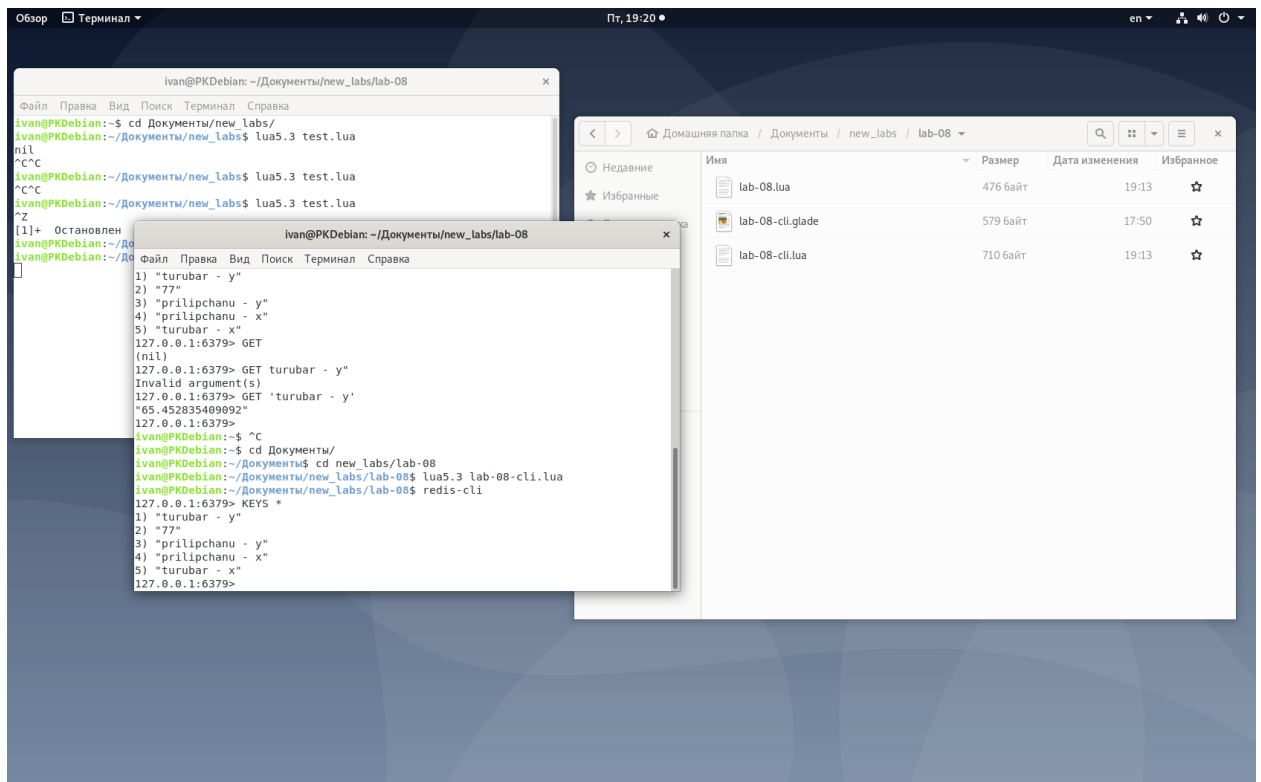 Обзор Терминал Пт, 19:20 en
ivan@PKDebian: ~/Документы/new_labs/lab-08
Файл Правка Вид Поиск Терминал Справка
ivan@PKDebian:~$ cd Документы/new_labs/
ivan@PKDebian:~/Документы/new_labs$ lua5.3 test.lua
nil
^C^C
ivan@PKDebian:~/Документы/new_labs$ lua5.3 test.lua
^C^C
ivan@PKDebian:~/Документы/new_labs$ lua5.3 test.lua
^Z
[1]+ Остановлен
ivan@PKDebian:~/До
ivan@PKDebian:~/До
ivan@PKDebian: ~/Документы/new_labs/lab-08
Файл Правка Вид Поиск Терминал Справка
1) "turubar - y"
2) "77"
3) "prilipchanu - y"
4) "prilipchanu - x"
5) "turubar - x"
127.0.0.1:6379> GET
(nil)
127.0.0.1:6379> GET turubar - y"
Invalid argument(s)
127.0.0.1:6379> GET 'turubar - y'
"65.452835409092"
127.0.0.1:6379>
ivan@PKDebian:~$ ^C
ivan@PKDebian:~$ cd Документы/
ivan@PKDebian:~/Документы$ cd new_labs/lab-08
ivan@PKDebian:~/Документы/new_labs/lab-08$ lua5.3 lab-08-cli.lua
ivan@PKDebian:~/Документы/new_labs/lab-08$ redis-cli
127.0.0.1:6379> KEYS *
1) "turubar - y"
2) "77"
3) "prilipchanu - y"
4) "prilipchanu - x"
5) "turubar - x"
127.0.0.1:6379>
Домашняя папка / Документы / new_labs / lab-08
Недавние
Избранные
Имя Размер Дата изменения Избранное
lab-08.lua 476 байт 19:13
lab-08-cli.glade 579 байт 17:50
lab-08-cli.lua 710 байт 19:13